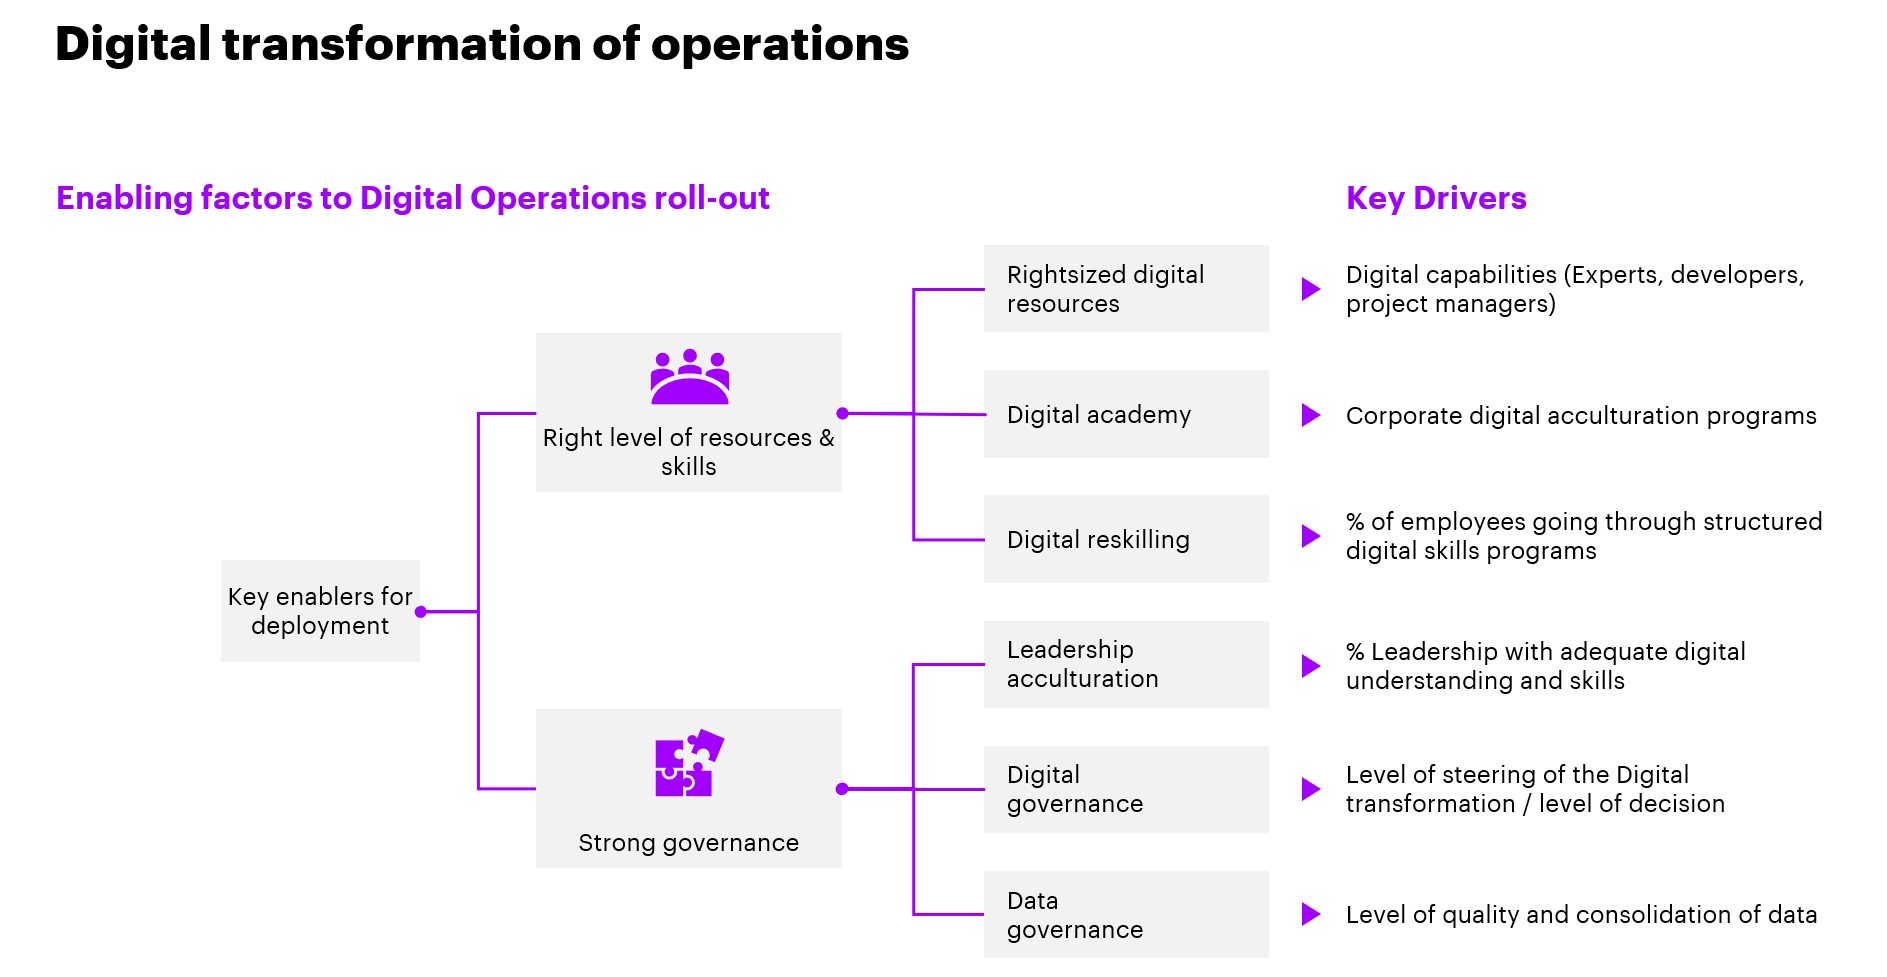 Digital transformation of operations
Enabling factors to Digital Operations roll-out
Key Drivers
Key enablers for
deployment
Right level of resources &
skills
Rightsized digital
resources
Digital capabilities (Experts, developers,
project managers)
Digital academy
Corporate digital acculturation programs
Digital reskilling
% of employees going through structured
digital skills programs
Strong governance
Leadership
acculturation
% Leadership with adequate digital
understanding and skills
Digital
governance
Level of steering of the Digital
transformation / level of decision
Data
governance
Level of quality and consolidation of data